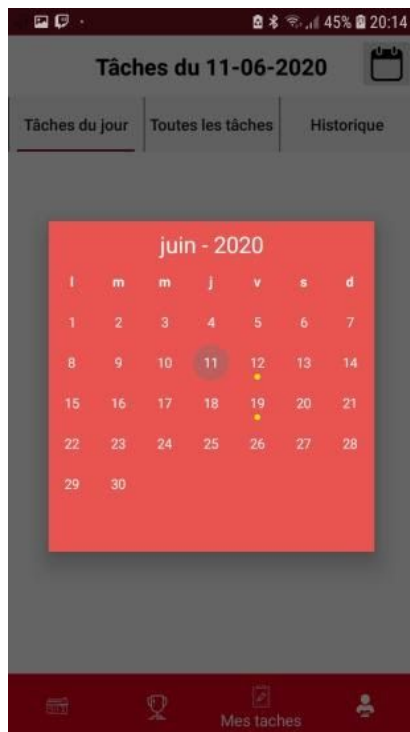 45% 20:14
Tâches du 11-06-2020
Tâches du jour Toutes les tâches Historique
juin - 2020
l m m j v s d
1 2 3 4 5 6 7
8 9 10 11 12 13 14
15 16 17 18 19 20 21
22 23 24 25 26 27 28
29 30
Mes taches